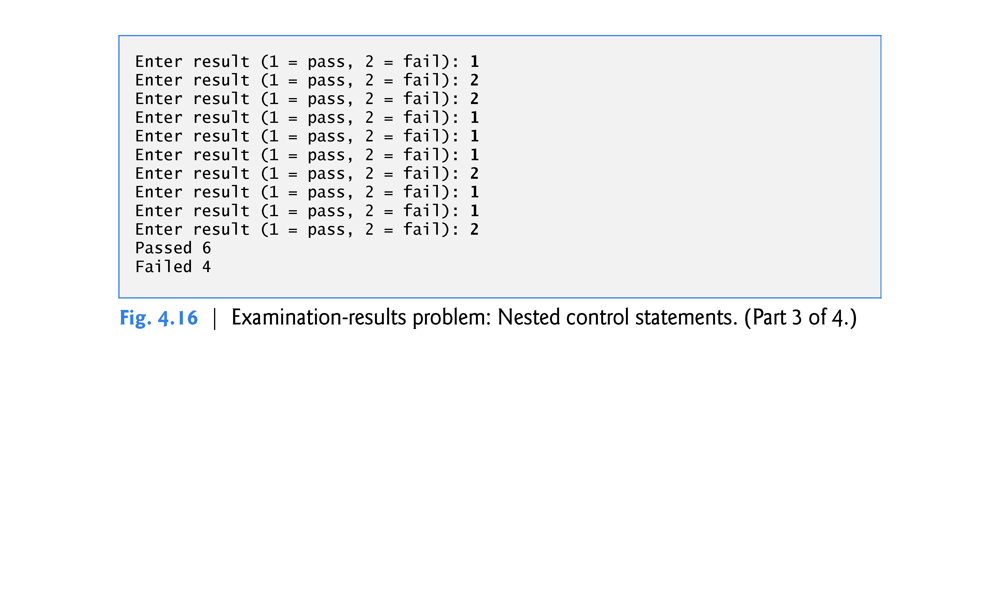 Enter result (1 = pass, 2 = fail): 1
Enter result (1 = pass, 2 = fail): 2
Enter result (1 = pass, 2 = fail): 2
Enter result (1 = pass, 2 = fail): 1
Enter result (1 = pass, 2 = fail): 1
Enter result (1 = pass, 2 = fail): 1
Enter result (1 = pass, 2 = fail): 2
Enter result (1 = pass, 2 = fail): 1
Enter result (1 = pass, 2 = fail): 1
Enter result (1 = pass, 2 = fail): 2
Passed 6
Failed 4
Fig. 4.16 | Examination-results problem: Nested control statements. (Part 3 of 4.)